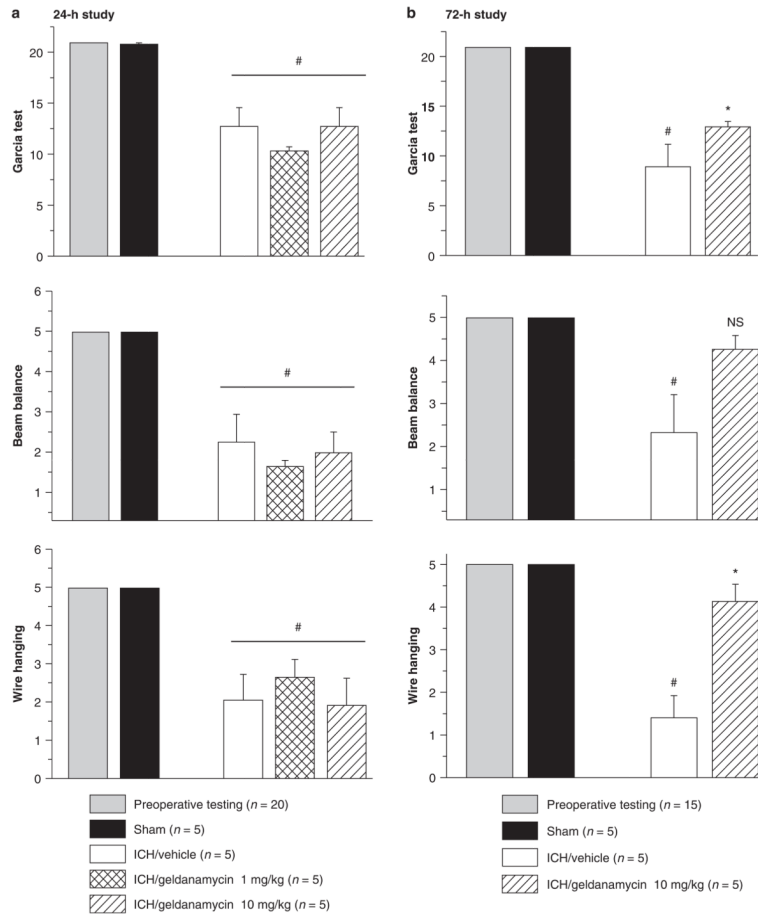 a 24-h study
Garcia test
20
15
10
5
0
#
Beam balance
6
5
4
3
2
1
#
Wire hanging
6
5
4
3
2
1
0
#
Preoperative testing (n = 20)
Sham (n = 5)
ICH/vehicle (n = 5)
ICH/geldanamycin 1 mg/kg (n = 5)
ICH/geldanamycin 10 mg/kg (n = 5)
b 72-h study
Garcia test
20
15
10
5
0
#
*
Beam balance
5
4
3
2
1
#
NS
Wire hanging
5
4
3
2
1
0
#
*
Preoperative testing (n = 15)
Sham (n = 5)
ICH/vehicle (n = 5)
ICH/geldanamycin 10 mg/kg (n = 5)